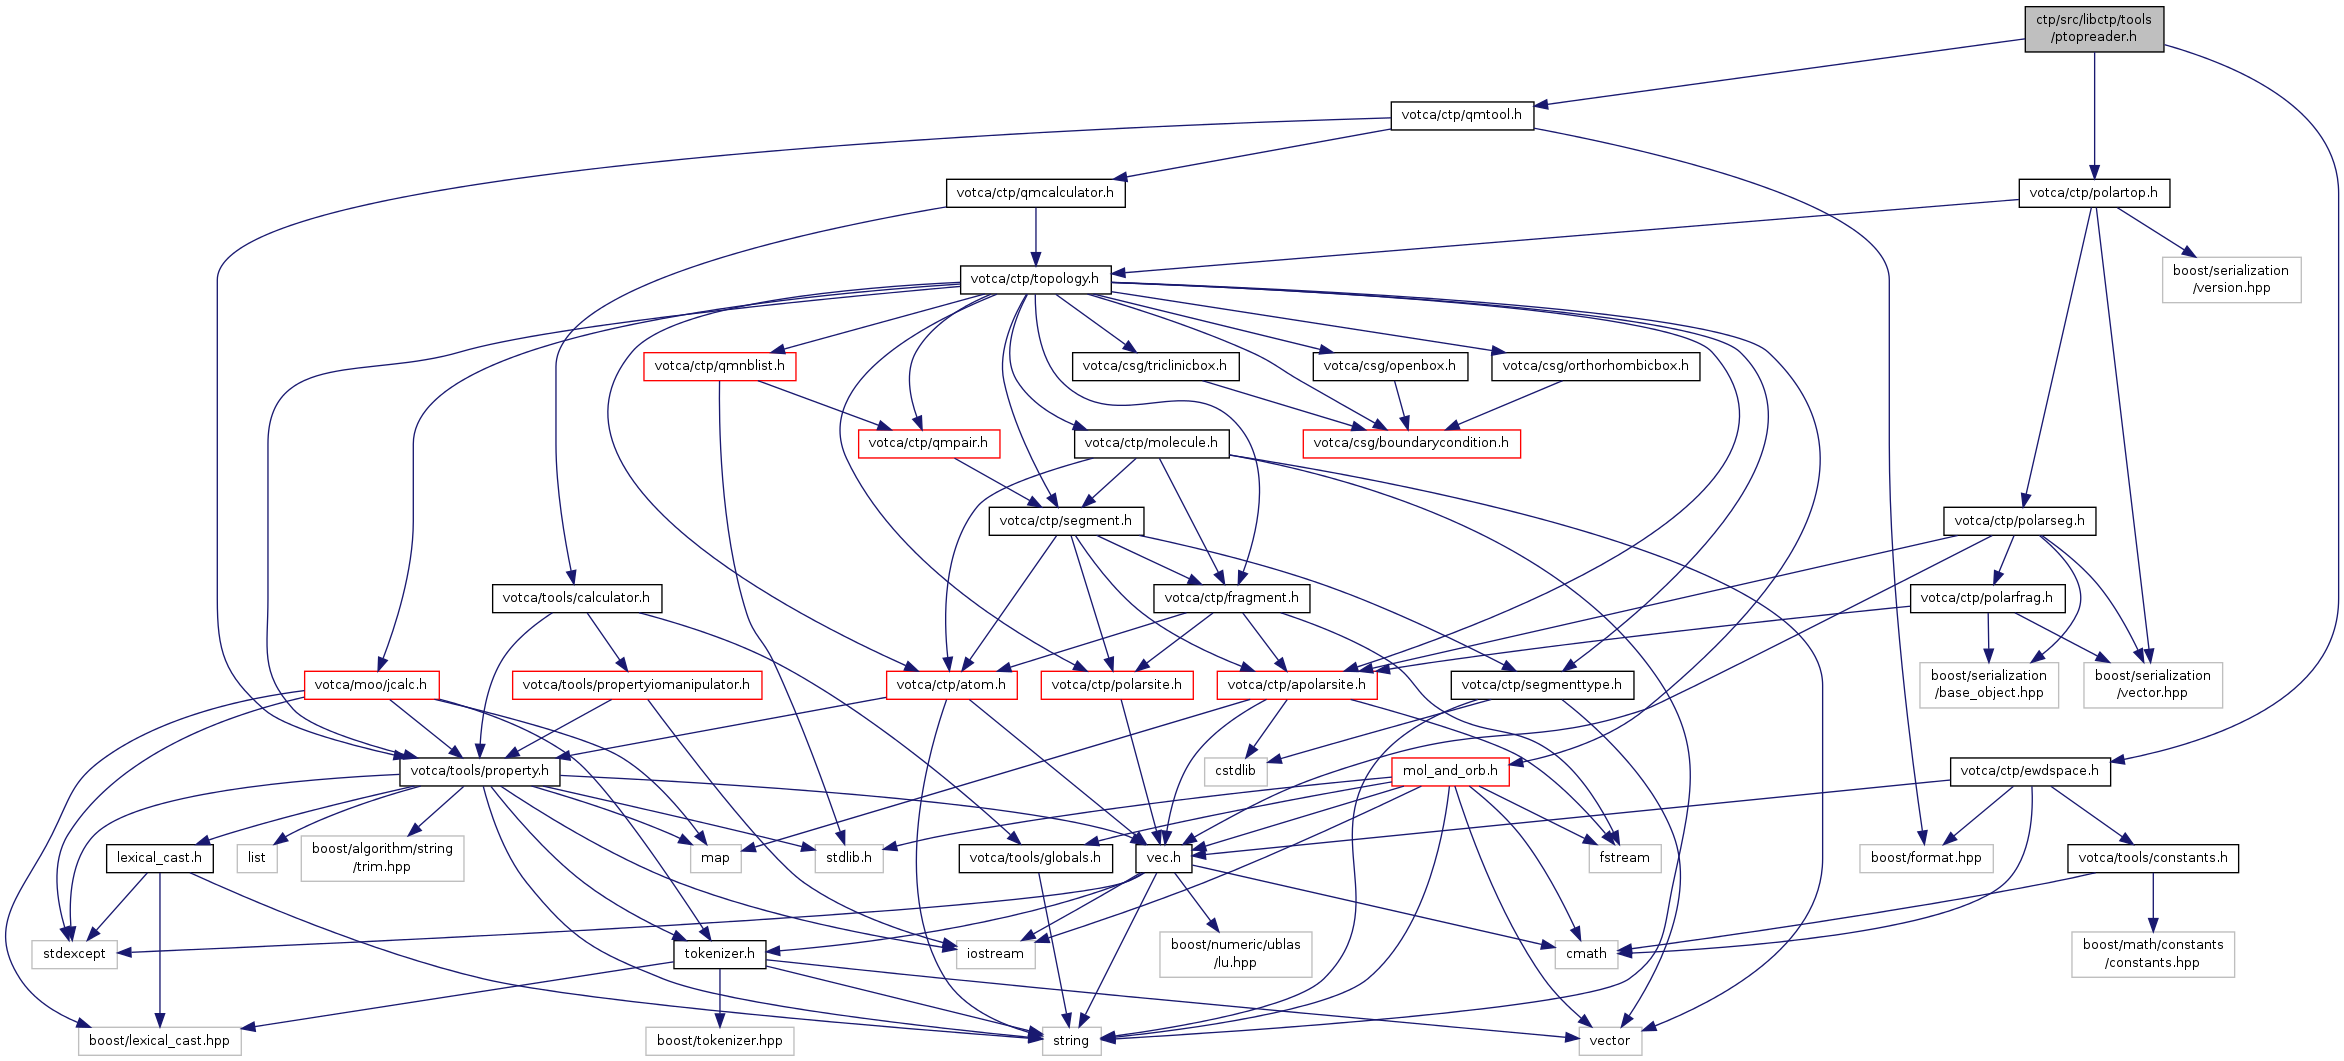 ctp/src/libctp/tools
/ptopreader.h
votca/ctp/qmtool.h
votca/ctp/qmcalculator.h
votca/ctp/polartop.h
votca/ctp/topology.h
boost/serialization
/version.hpp
votca/ctp/qmnblist.h
votca/csg/triclinicbox.h
votca/csg/openbox.h
votca/csg/orthorhombicbox.h
votca/ctp/qmpair.h
votca/ctp/molecule.h
votca/csg/boundarycondition.h
votca/ctp/segment.h
votca/ctp/polarseg.h
votca/tools/calculator.h
votca/ctp/fragment.h
votca/ctp/polarfrag.h
votca/moo/jcalc.h
votca/tools/propertyiomanipulator.h
votca/ctp/atom.h
votca/ctp/polarsite.h
votca/ctp/apolarsite.h
votca/ctp/segmenttype.h
boost/serialization
/base_object.hpp
boost/serialization
/vector.hpp
votca/tools/property.h
cstdlib
mol_and_orb.h
votca/ctp/ewdspace.h
lexical_cast.h
list
boost/algorithm/string
/trim.hpp
map
stdlib.h
votca/tools/globals.h
vec.h
fstream
boost/format.hpp
votca/tools/constants.h
stdexcept
tokenizer.h
iostream
boost/numeric/ublas
/lu.hpp
cmath
boost/math/constants
/constants.hpp
boost/lexical_cast.hpp
boost/tokenizer.hpp
string
vector